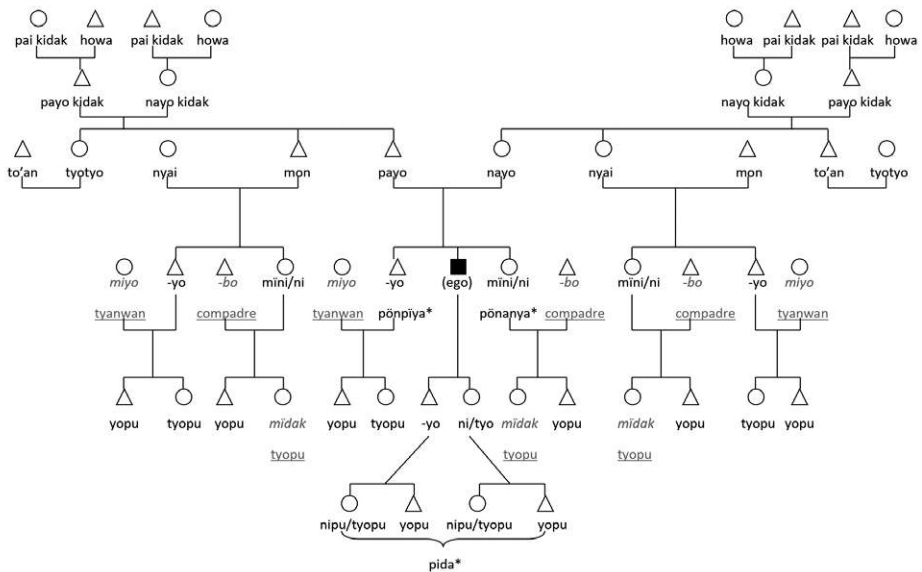 pai kidak howa pai kidak howa howa pai kidak pai kidak howa
payo kidak nayo kidak nayo kidak payo kidak
to'an tyotyo nyai mon payo nayo nyai mon to'an tyotyo
miyo -yo -bo mïni/ni miyo -yo (ego) mïni/ni -bo mïni/ni -bo -yo miyo
tyanwan compadre tyanwan pönpïya* pönanya* compadre compadre tyanwan
yopu tyopu yopu mïdak yopu tyopu -yo ni/tyo mïdak yopu mïdak yopu tyopu yopu
tyopu tyopu tyopu
nipu/tyopu yopu nipu/tyopu yopu
pida*